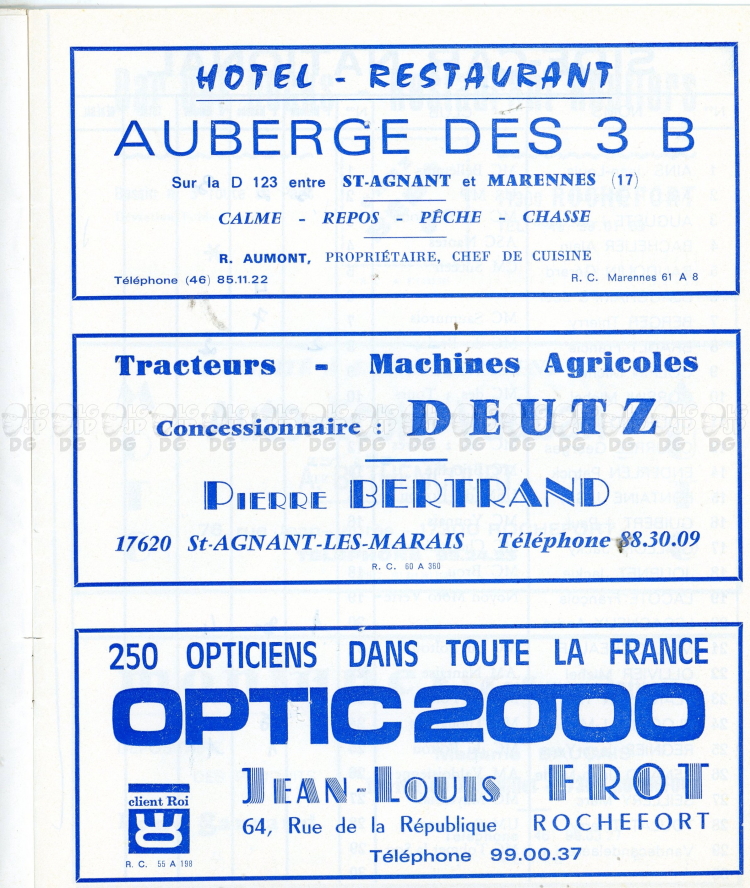 HOTEL - RESTAURANT
AUBERGE DES 3 B
Sur la D 123 entre ST-AGNANT et MARENNES (17)
CALME - REPOS - PÊCHE - CHASSE
R. AUMONT, PROPRIÉTAIRE, CHEF DE CUISINE
Téléphone (46) 85.11.22
R. C. Marennes 61 A 8
Tracteurs - Machines Agricoles
Concessionnaire : DEUTZ
PIERRE BERTRAND
17620 St-AGNANT-LES-MARAIS Téléphone 88.30.09
R. C. 60 A 360
250 OPTICIENS DANS TOUTE LA FRANCE
OPTIC 2000
client Roi
JEAN-LOUIS FROT
64, Rue de la République ROCHEFORT
Téléphone 99.00.37
R. C. 55 A 198